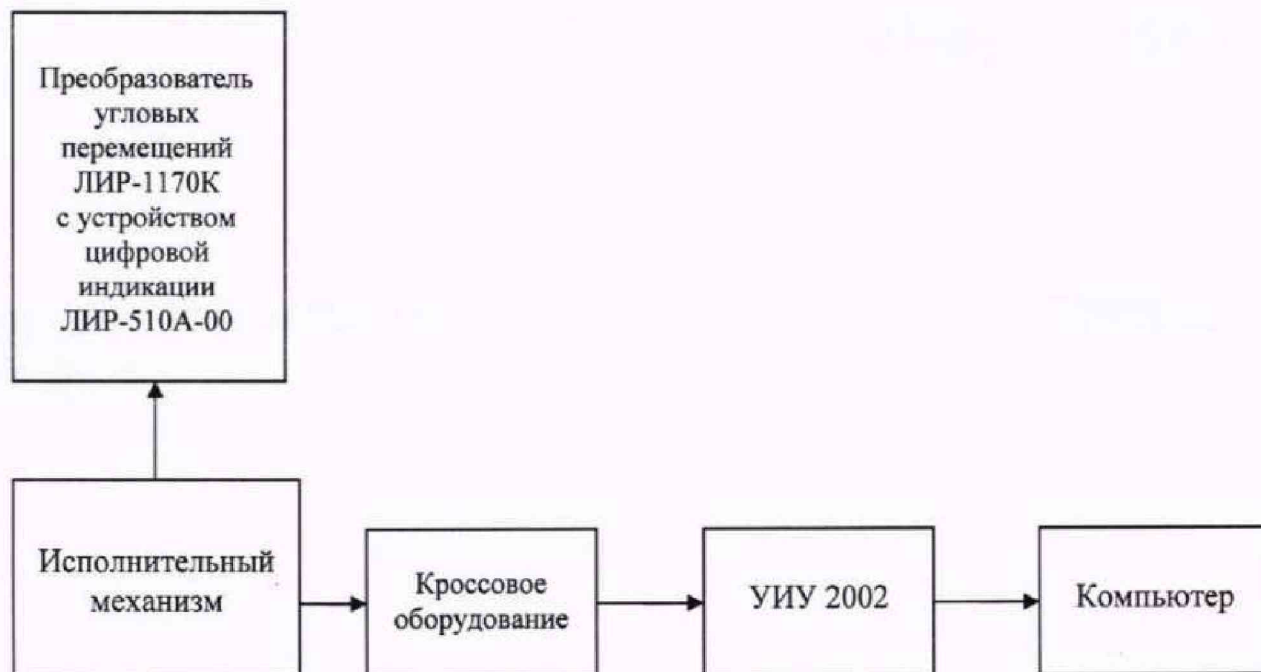 Преобразователь
угловых
перемещений
ЛИР-1170К
с устройством
цифровой
индикации
ЛИР-510А-00
Исполнительный
механизм
Кроссовое
оборудование
УИУ 2002
Компьютер